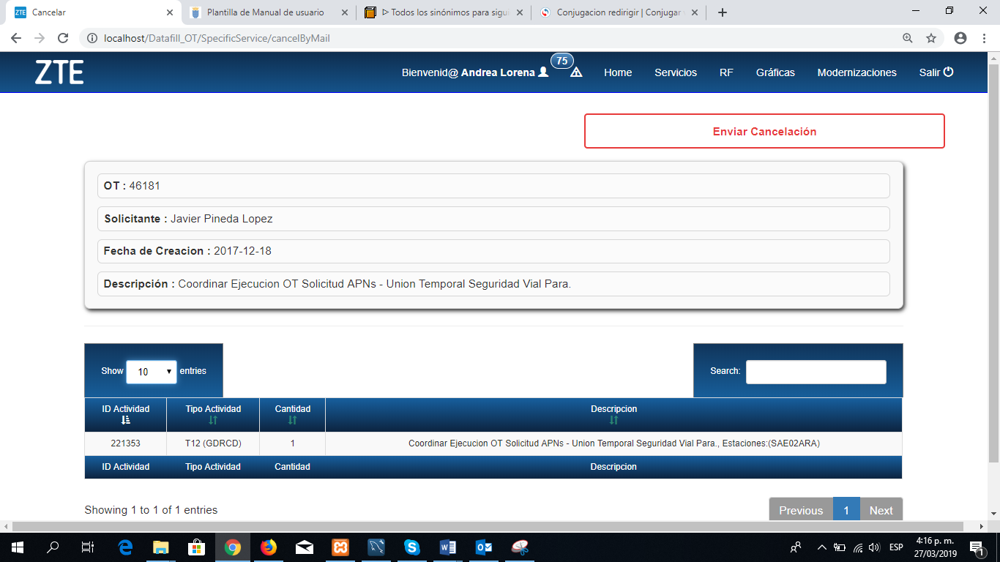 Cancelar
Plantilla de Manual de usuario
ᐅ Todos los sinónimos para sigui
Conjugacion redirigir | Conjugar
localhost/Datafill_OT/SpecificService/cancelByMail
ZTE
Bienvenid@ Andrea Lorena 75 Home Servicios RF Gráficas Modernizaciones Salir
Enviar Cancelación
OT : 46181
Solicitante : Javier Pineda Lopez
Fecha de Creacion : 2017-12-18
Descripción : Coordinar Ejecucion OT Solicitud APNs - Union Temporal Seguridad Vial Para.
Show 10 entries Search:
ID Actividad Tipo Actividad Cantidad Descripcion
221353 T12 (GDRCD) 1 Coordinar Ejecucion OT Solicitud APNs - Union Temporal Seguridad Vial Para., Estaciones:(SAE02ARA)
ID Actividad Tipo Actividad Cantidad Descripcion
Showing 1 to 1 of 1 entries Previous 1 Next
ESP
4:16 p. m.
27/03/2019
1